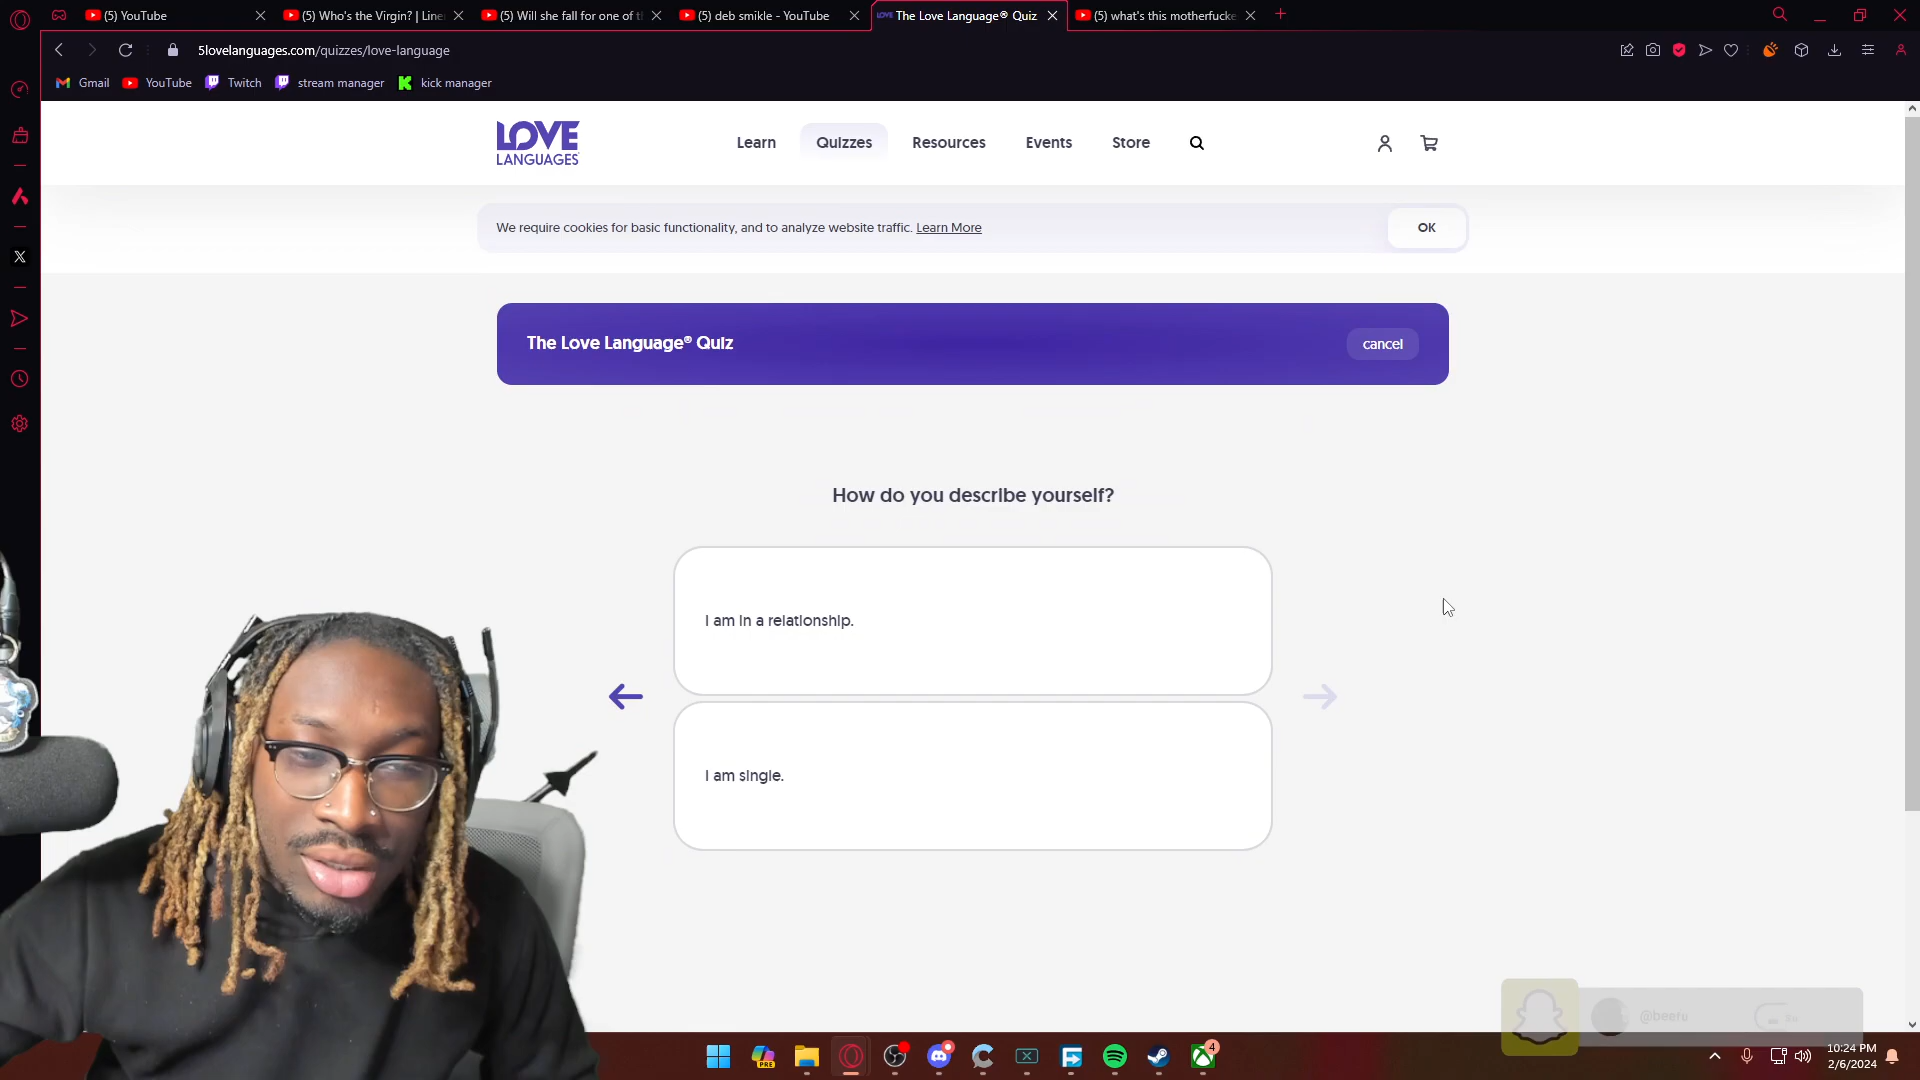 (5) YouTube
(5) Who's the Virgin? | Line
(5) Will she fall for one of t
(5) deb smikle - YouTube
The Love Language® Quiz
(5) what's this motherfucke
5lovelanguages.com/quizzes/love-language
Gmail
YouTube
Twitch
stream manager
kick manager
LOVE
LANGUAGES
Learn
Quizzes
Resources
Events
Store
We require cookies for basic functionality, and to analyze website traffic. Learn More
OK
The Love Language® Quiz
cancel
How do you describe yourself?
I am in a relationship.
I am single.
@beeru
PRE
4
10:24 PM
2/6/2024